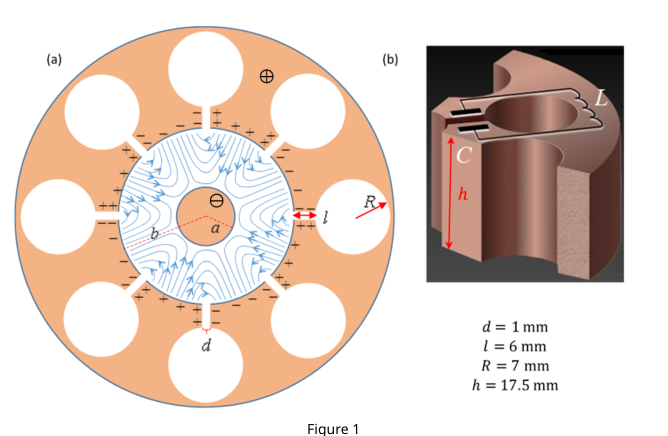 (a)
(b)
L
C
h
R
l
b
a
d
d = 1 mm
l = 6 mm
R = 7 mm
h = 17.5 mm
Figure 1